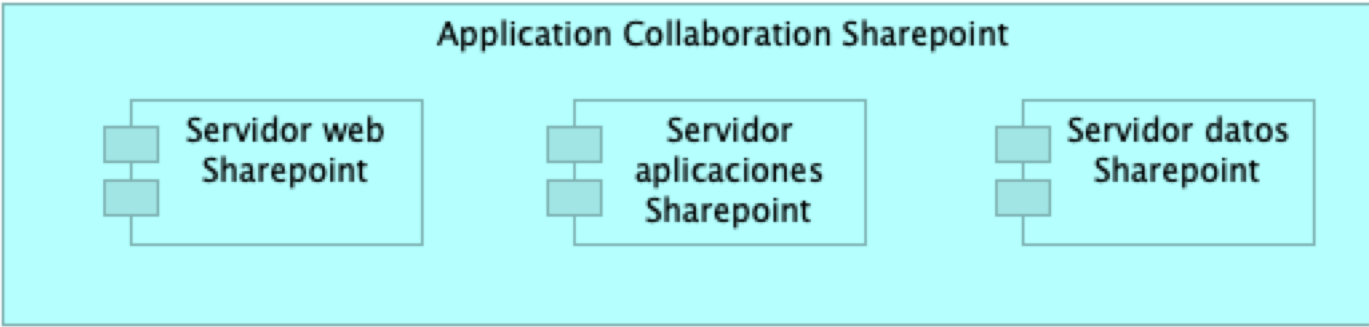 Application Collaboration Sharepoint
Servidor web
Sharepoint
Servidor
aplicaciones
Sharepoint
Servidor datos
Sharepoint